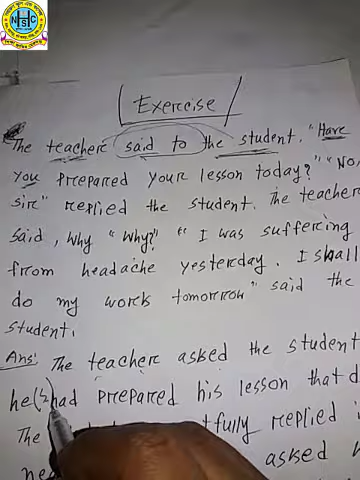 NSC
Exercise
The teacher said to the student. "Have
you prepared your lesson today?" "No,
sir" replied the student. The teacher
said, why "Why?" "I was suffering
from headache yesterday. I shall
do my work tomorrow" said the
student.
Ans: The teacher asked the student
he (S) had prepared his lesson that d
The tfully replied
asked h